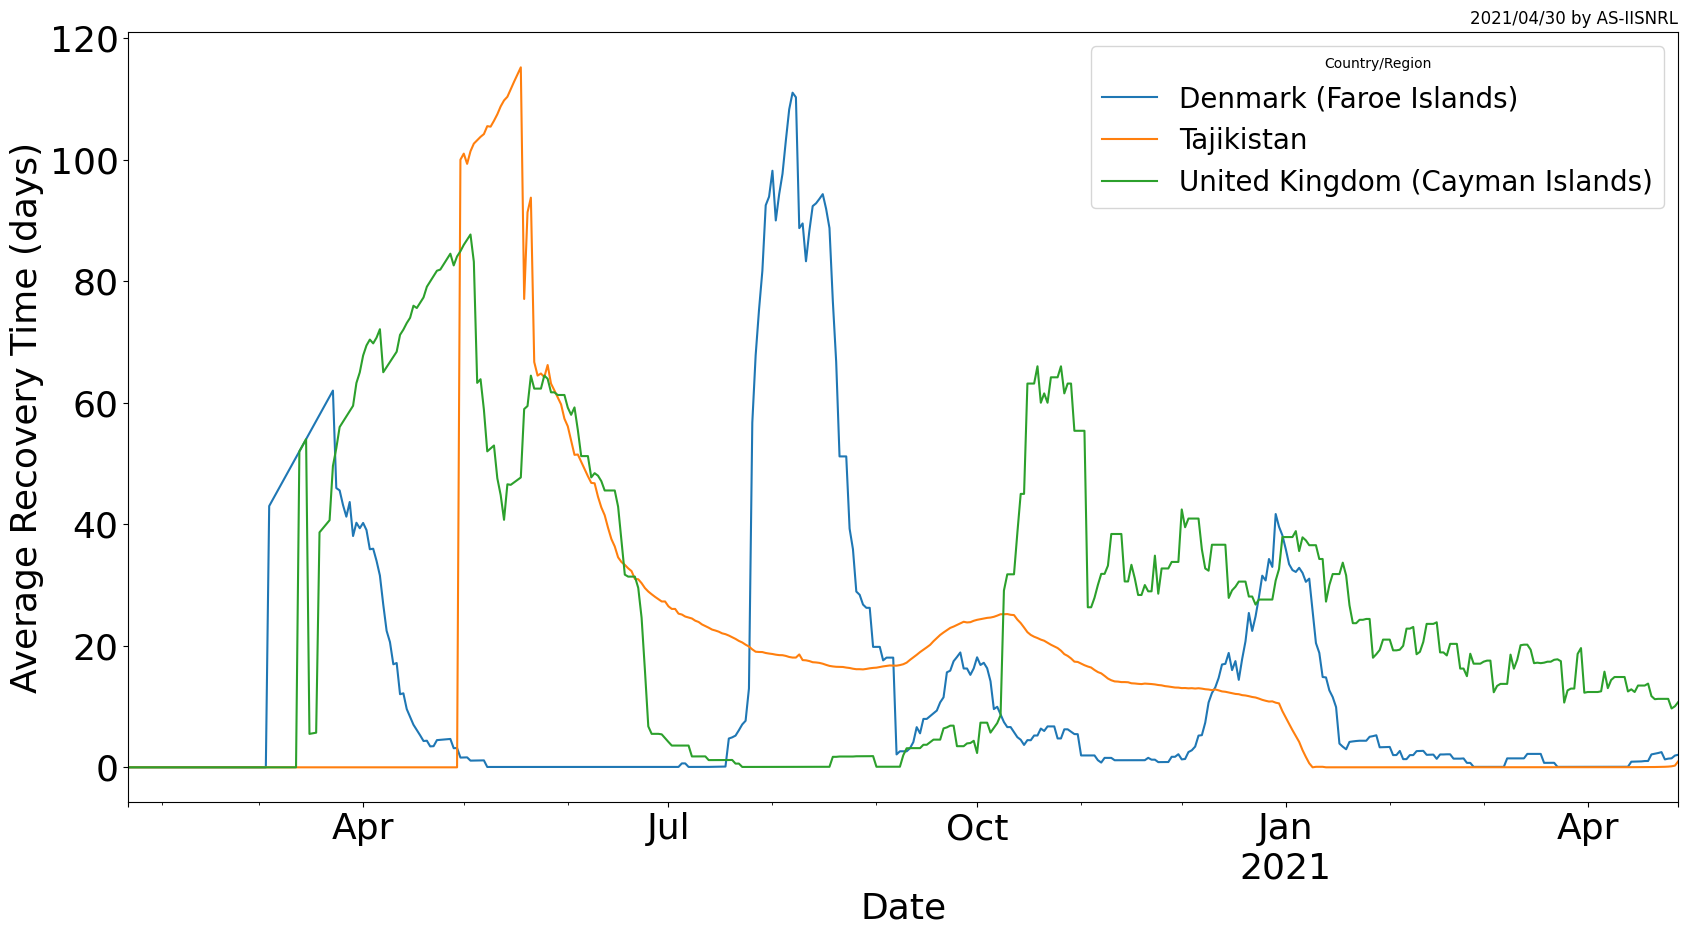 2021/04/30 by AS-IISNRL
Country/Region
Denmark (Faroe Islands)
Tajikistan
United Kingdom (Cayman Islands)
Average Recovery Time (days)
120
100
80
60
40
20
0
Apr
Jul
Oct
Jan
2021
Apr
Date